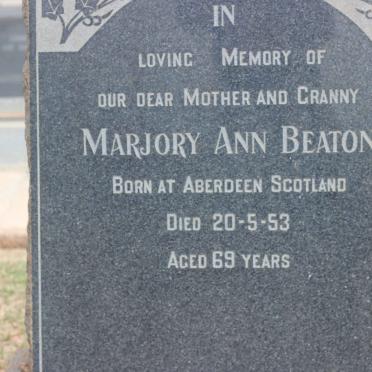 IN
LOVING MEMORY OF
OUR DEAR MOTHER AND GRANNY
MARJORY ANN BEATON
BORN AT ABERDEEN SCOTLAND
DIED 20-5-53
AGED 69 YEARS